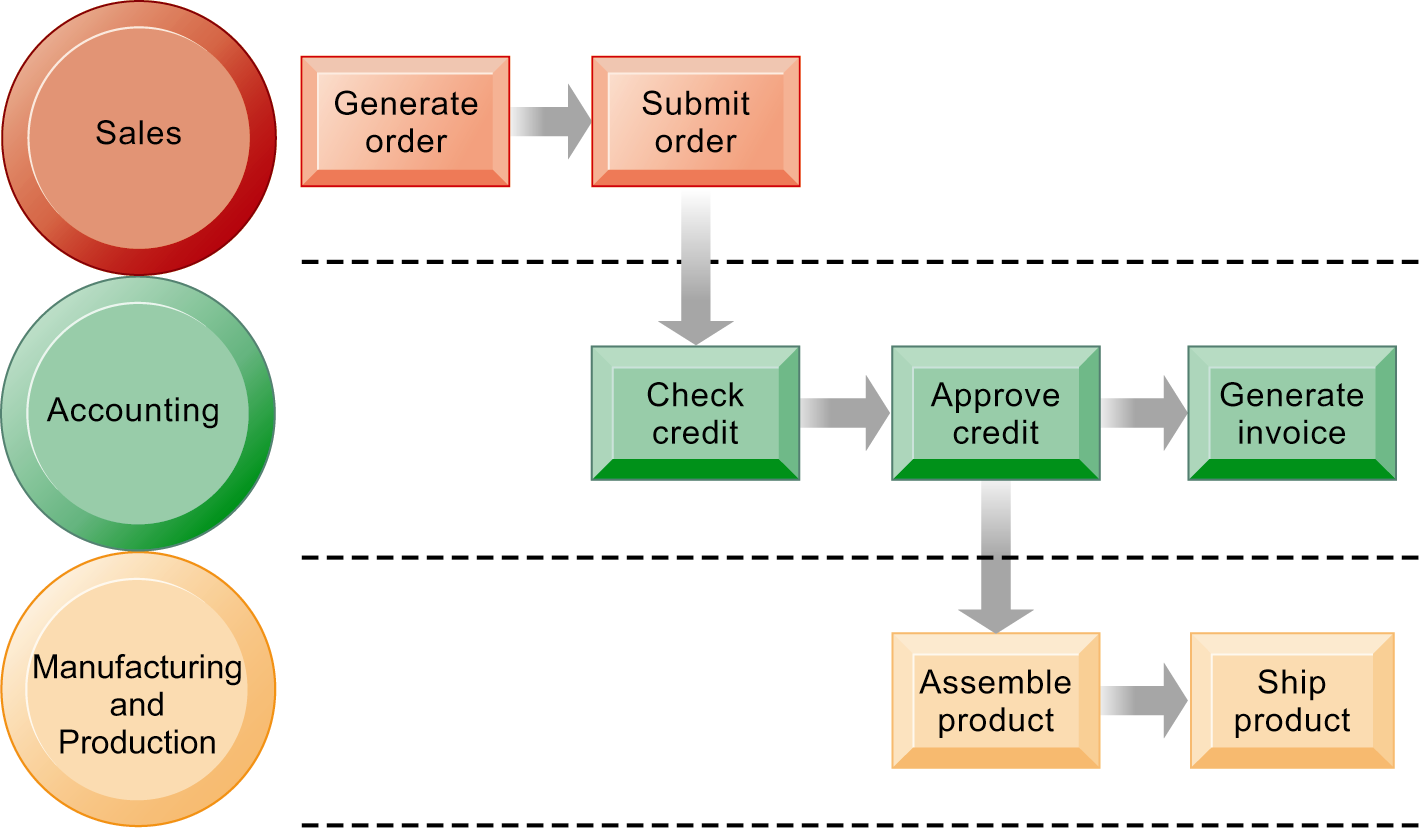 Sales
Generate
order
Submit
order
Accounting
Check
credit
Approve
credit
Generate
invoice
Manufacturing
and
Production
Assemble
product
Ship
product